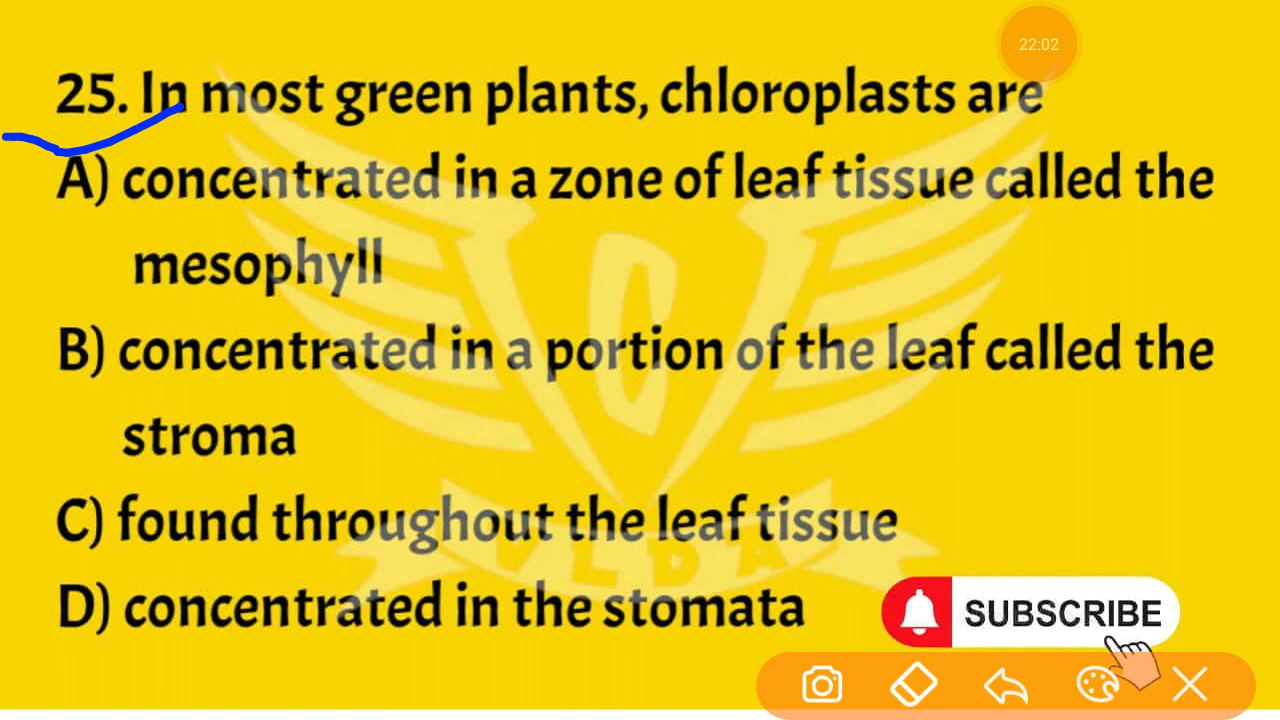 22:02
25. In most green plants, chloroplasts are
A) concentrated in a zone of leaf tissue called the
mesophyll
B) concentrated in a portion of the leaf called the
stroma
C) found throughout the leaf tissue
VLDA
D) concentrated in the stomata
SUBSCRIBE